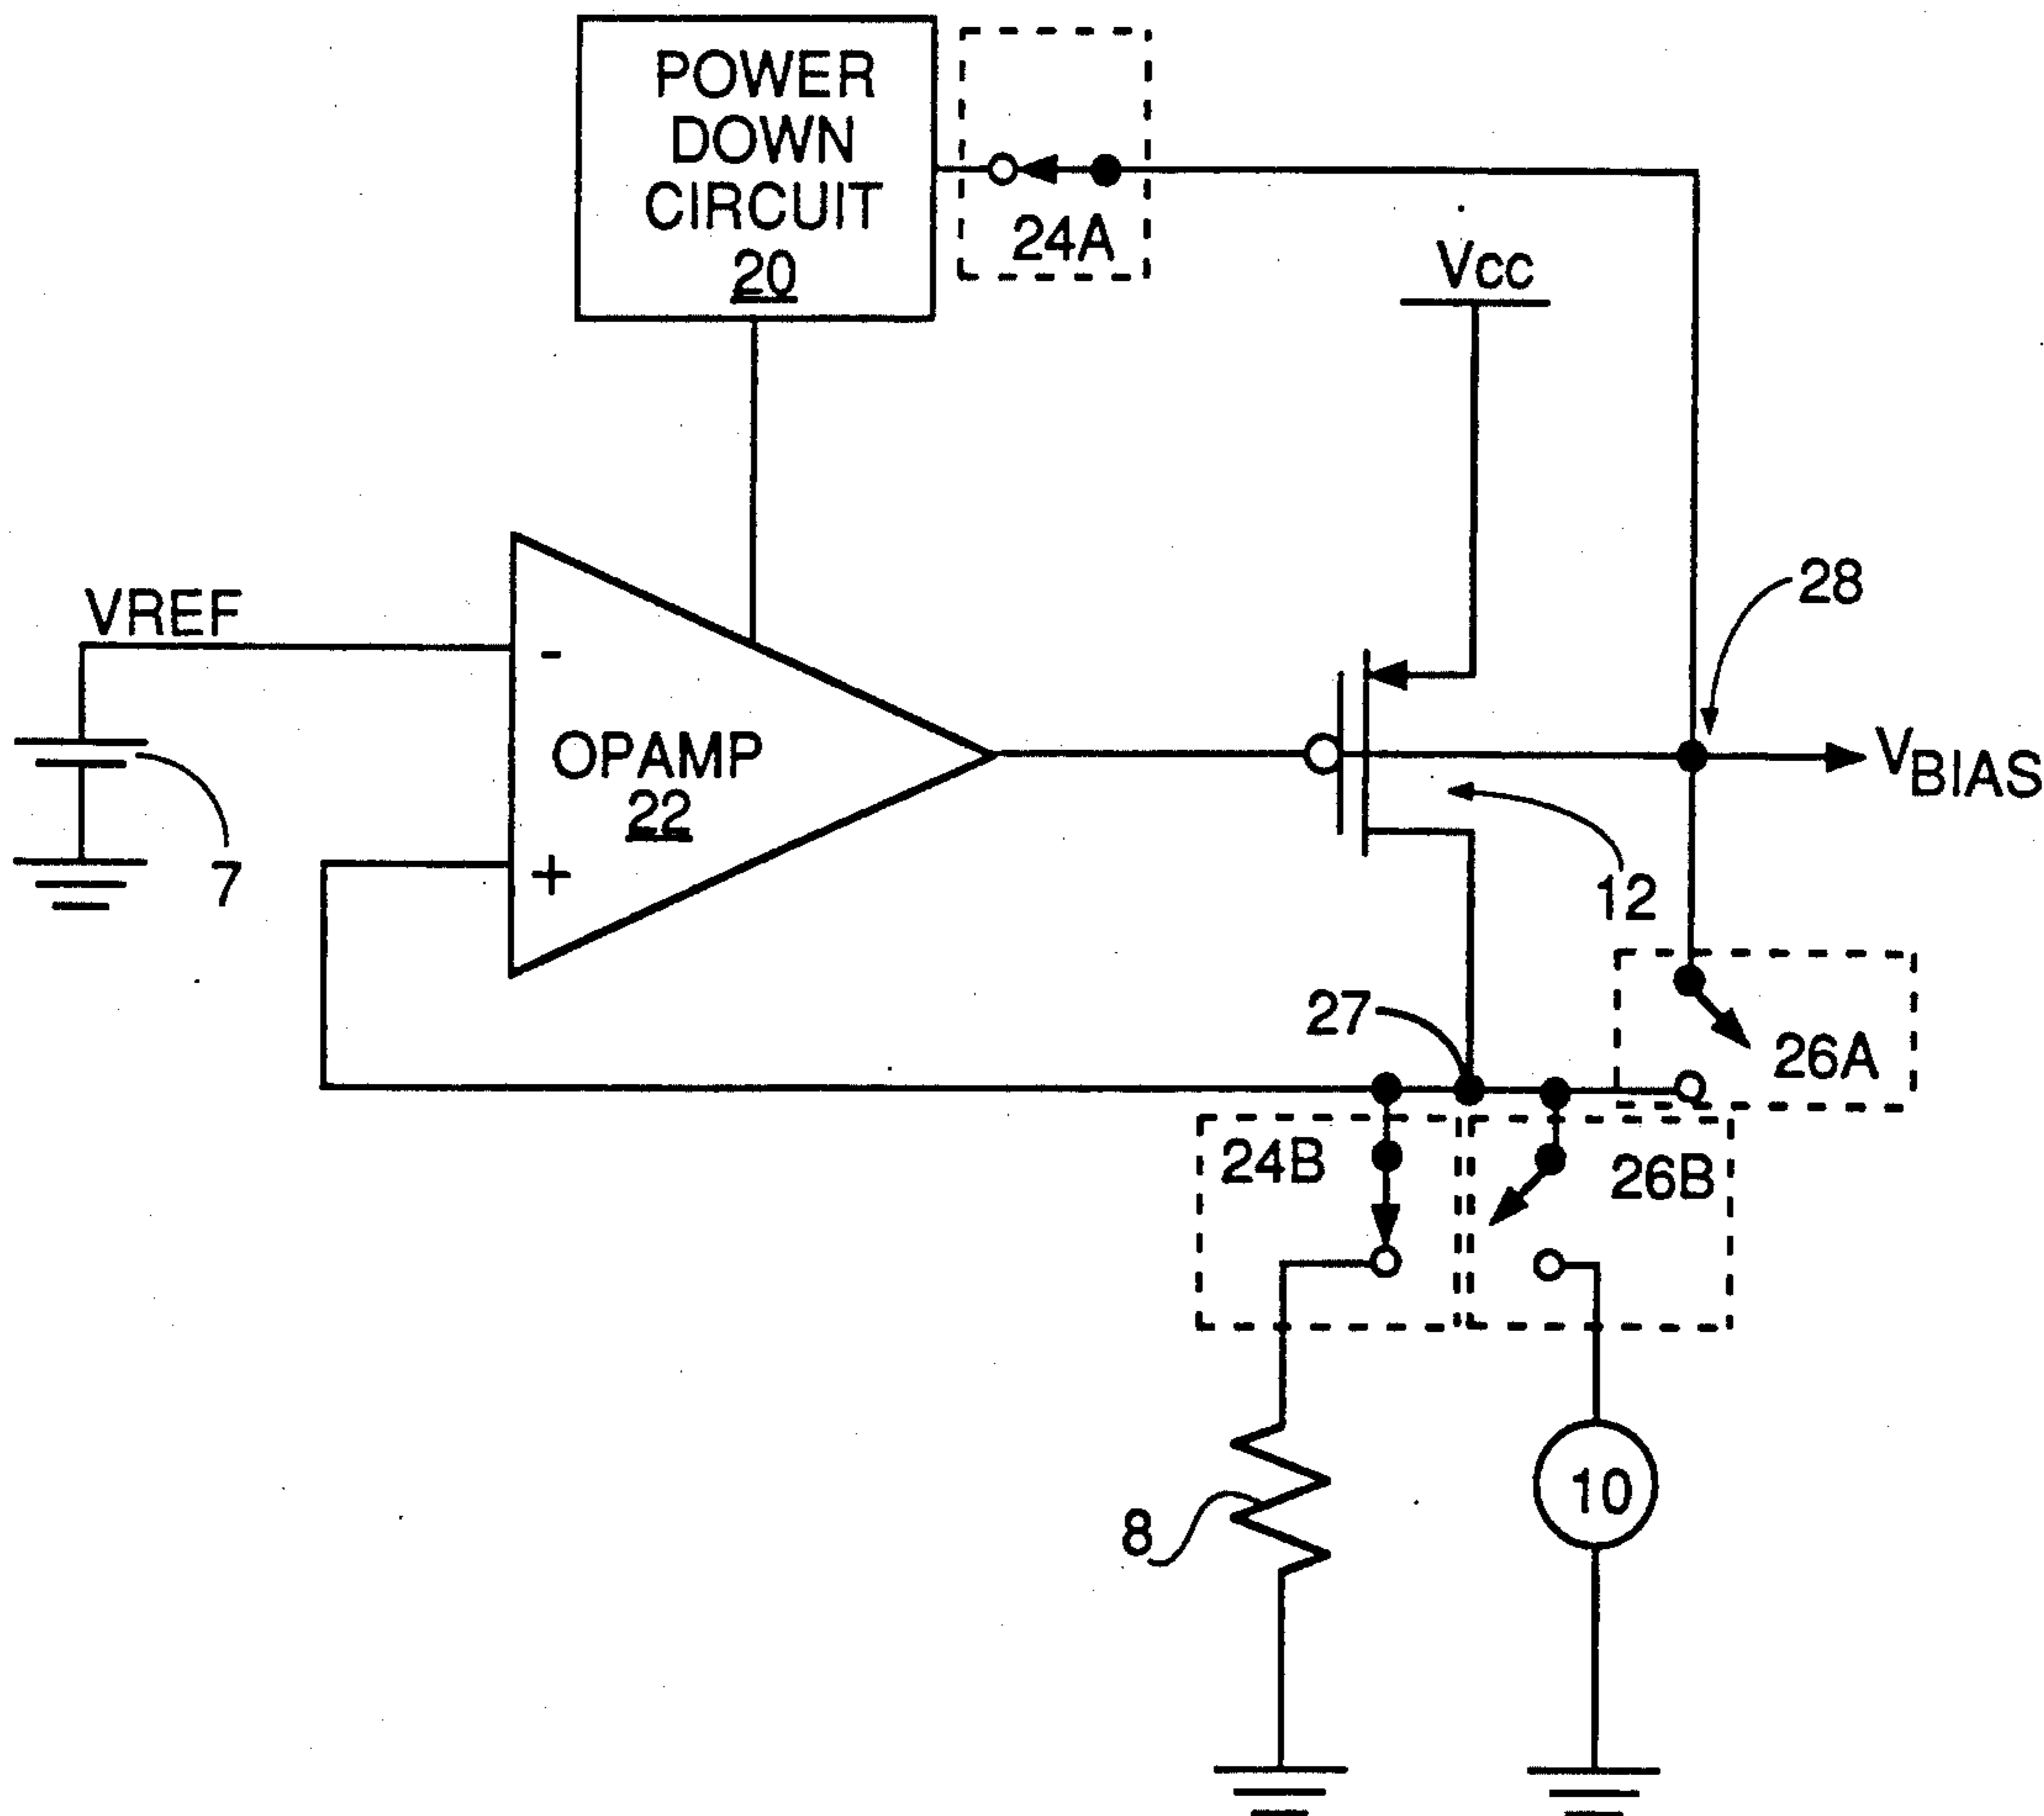 POWER
DOWN
CIRCUIT
20
24A
Vcc
VREF
28
-
OPAMP
22
+
VBIAS
7
12
27
26A
24B
26B
8
10